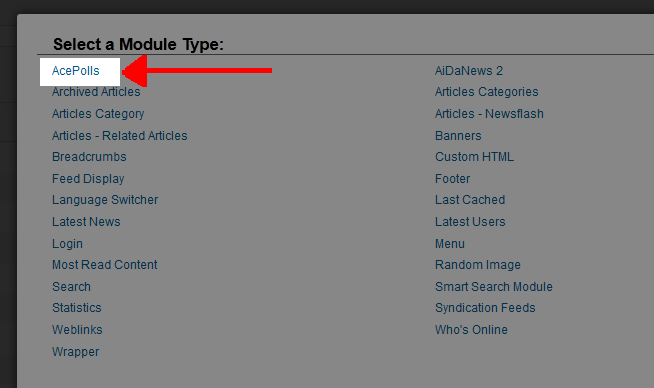 Select a Module Type:
AcePolls AiDaNews 2
Archived Articles Articles Categories
Articles Category Articles - Newsflash
Articles - Related Articles Banners
Breadcrumbs Custom HTML
Feed Display Footer
Language Switcher Last Cached
Latest News Latest Users
Login Menu
Most Read Content Random Image
Search Smart Search Module
Statistics Syndication Feeds
Weblinks Who's Online
Wrapper